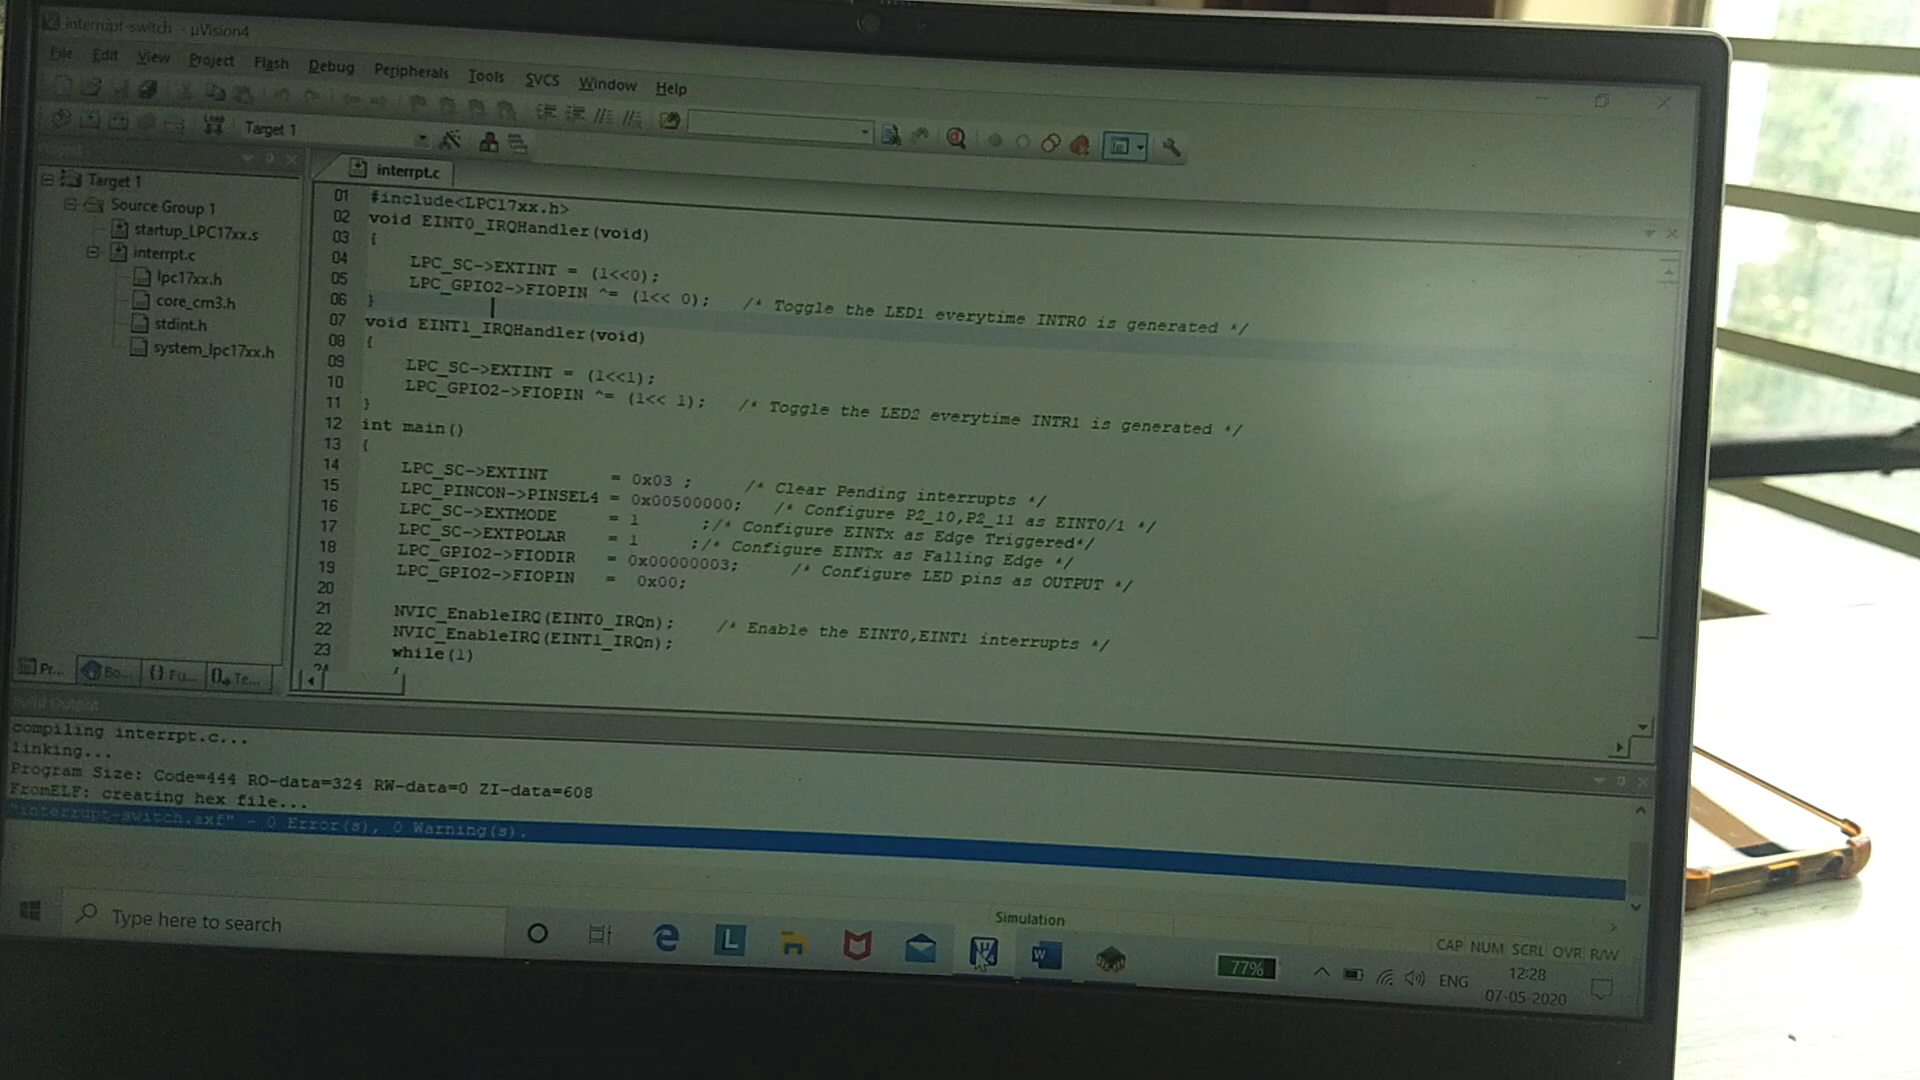 interrupt-switch - µVision4
File Edit View Project Flash Debug Peripherals Tools SVCS Window Help
Target 1
Project
Target 1
Source Group 1
startup_LPC17xx.s
interrpt.c
lpc17xx.h
core_cm3.h
stdint.h
system_lpc17xx.h
Pr... Bo... {} Fu... Te...
interrpt.c
01 #include<LPC17xx.h>
02 void EINT0_IRQHandler(void)
03 {
04 LPC_SC->EXTINT = (1<<0);
05 LPC_GPIO2->FIOPIN ^= (1<< 0); /* Toggle the LED1 everytime INTR0 is generated */
06 }
07 void EINT1_IRQHandler(void)
08 {
09 LPC_SC->EXTINT = (1<<1);
10 LPC_GPIO2->FIOPIN ^= (1<< 1); /* Toggle the LED2 everytime INTR1 is generated */
11 }
12 int main()
13 {
14 LPC_SC->EXTINT = 0x03 ; /* Clear Pending interrupts */
15 LPC_PINCON->PINSEL4 = 0x00500000; /* Configure P2_10,P2_11 as EINT0/1 */
16 LPC_SC->EXTMODE = 1 ;/* Configure EINTx as Edge Triggered*/
17 LPC_SC->EXTPOLAR = 1 ;/* Configure EINTx as Falling Edge */
18 LPC_GPIO2->FIODIR = 0x00000003; /* Configure LED pins as OUTPUT */
19 LPC_GPIO2->FIOPIN = 0x00;
20
21 NVIC_EnableIRQ(EINT0_IRQn); /* Enable the EINT0,EINT1 interrupts */
22 NVIC_EnableIRQ(EINT1_IRQn);
23 while(1)
24 {
Build Output
compiling interrpt.c...
linking...
Program Size: Code=444 RO-data=324 RW-data=0 ZI-data=608
FromELF: creating hex file...
"interrupt-switch.axf" - 0 Error(s), 0 Warning(s).
Simulation
CAP NUM SCRL OVR R/W
Type here to search
L
W
77%
ENG
12:28
07-05-2020